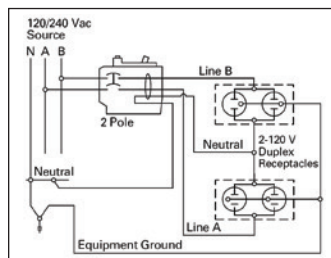 120/240 Vac
Source
N A B
2 Pole
Line B
Neutral
2-120 V
Duplex
Receptacles
Neutral
Line A
Equipment Ground